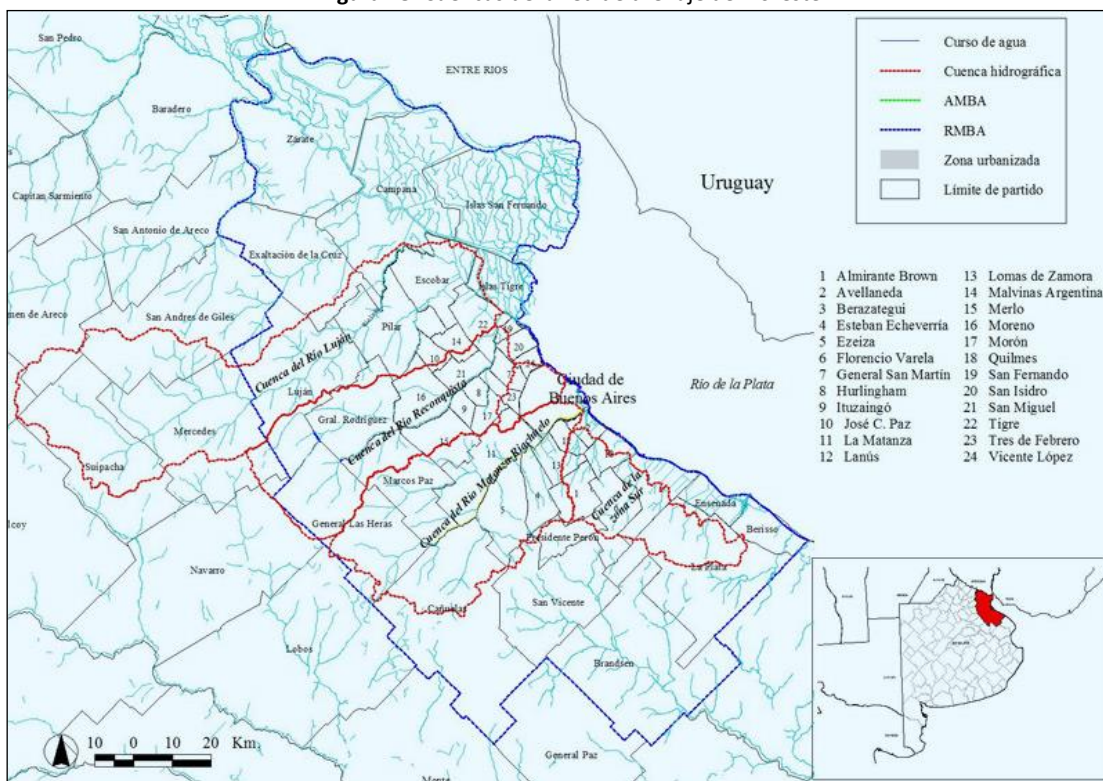 San Pedro
ENTRE RIOS
Baradero
Zárate
Capitan Sarmiento
Campana
Islas San Fernando
Uruguay
San Antonio de Areco
Exaltación de la Cruz
Escobar
Islas Tigre
men de Areco
San Andres de Giles
Pilar
Cuenca del Río Luján
Luján
Ciudad de
Buenos Aires
Río de la Plata
Gral. Rodríguez
Cuenca del Río Reconquista
Mercedes
Suipacha
Marcos Paz
Cuenca del Río Matanza-Riachuelo
Cuenca de la
zona Sur
Ensenada
Berisso
General Las Heras
Presidente Perón
La Plata
lcoy
Navarro
Cañuelas
San Vicente
Lobos
Brandsen
General Paz
10 0 10 20 Km.
Curso de agua
Cuenca hidrográfica
AMBA
RMBA
Zona urbanizada
Límite de partido
1 Almirante Brown
2 Avellaneda
3 Berazategui
4 Esteban Echeverría
5 Ezeiza
6 Florencio Varela
7 General San Martín
8 Hurlingham
9 Ituzaingó
10 José C. Paz
11 La Matanza
12 Lanús
13 Lomas de Zamora
14 Malvinas Argentina
15 Merlo
16 Moreno
17 Morón
18 Quilmes
19 San Fernando
20 San Isidro
21 San Miguel
22 Tigre
23 Tres de Febrero
24 Vicente López